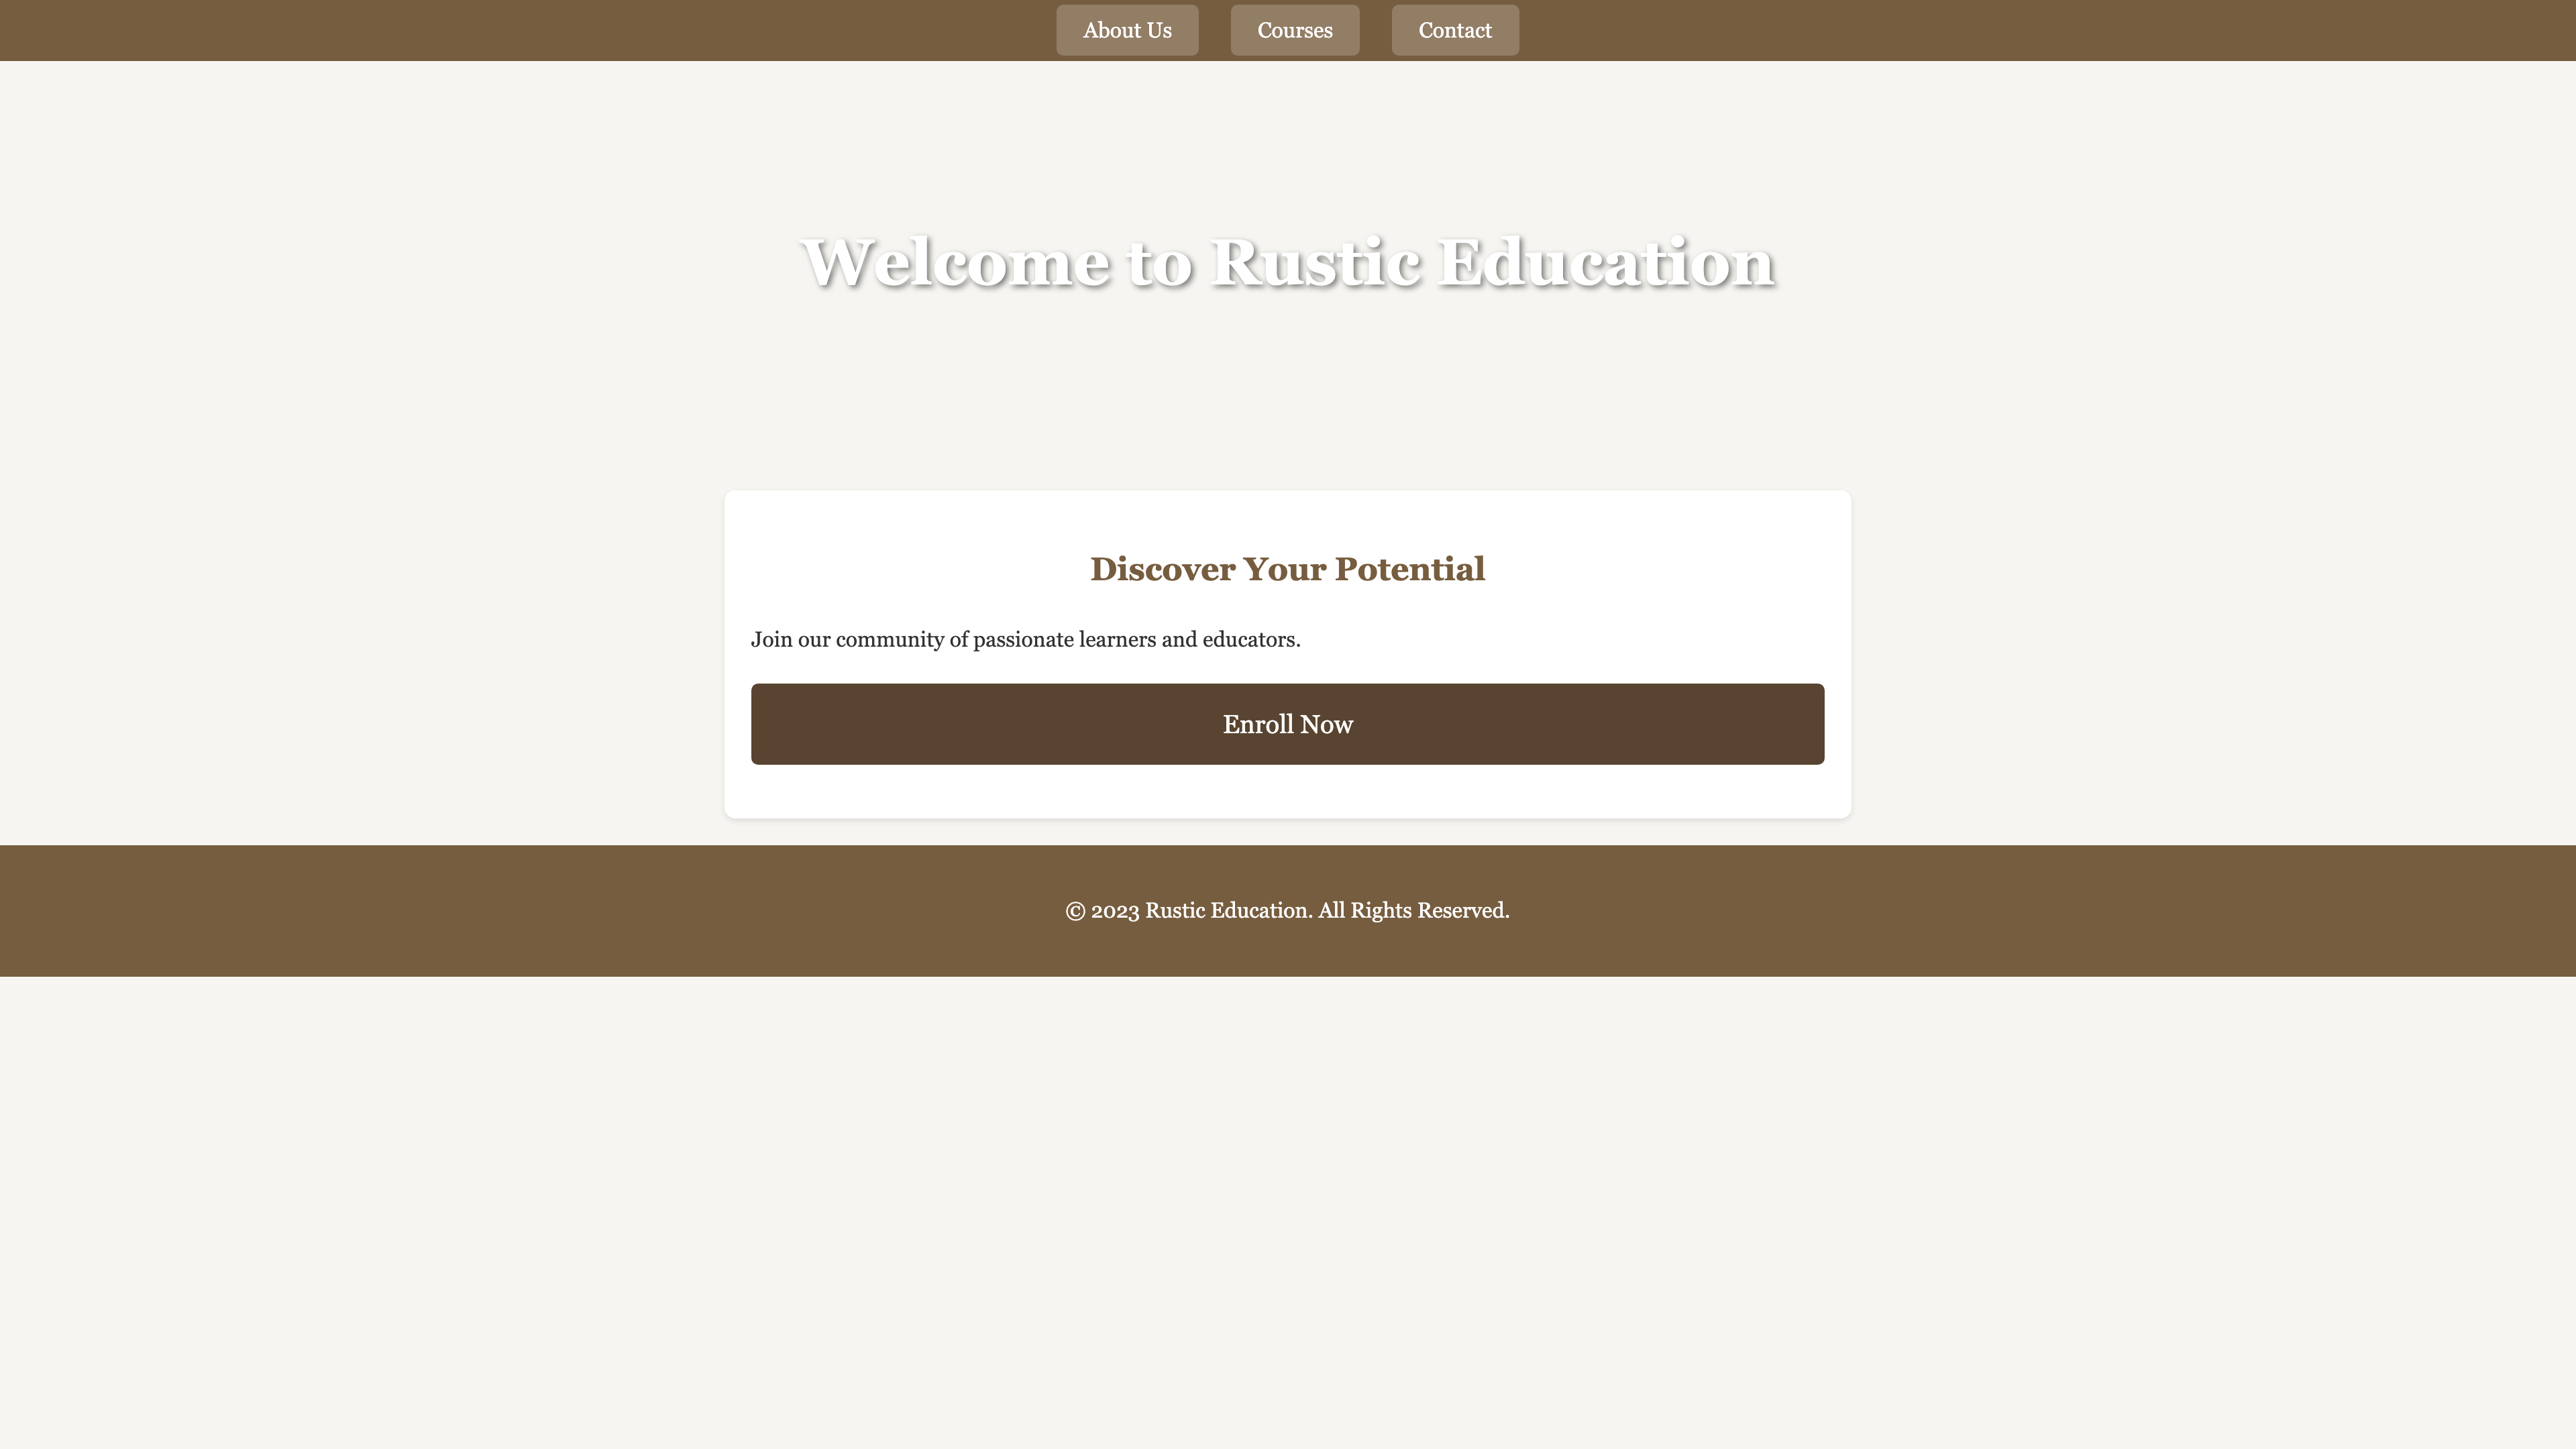 About Us
Courses
Contact
Welcome to Rustic Education
Discover Your Potential
Join our community of passionate learners and educators.
Enroll Now
© 2023 Rustic Education. All Rights Reserved.